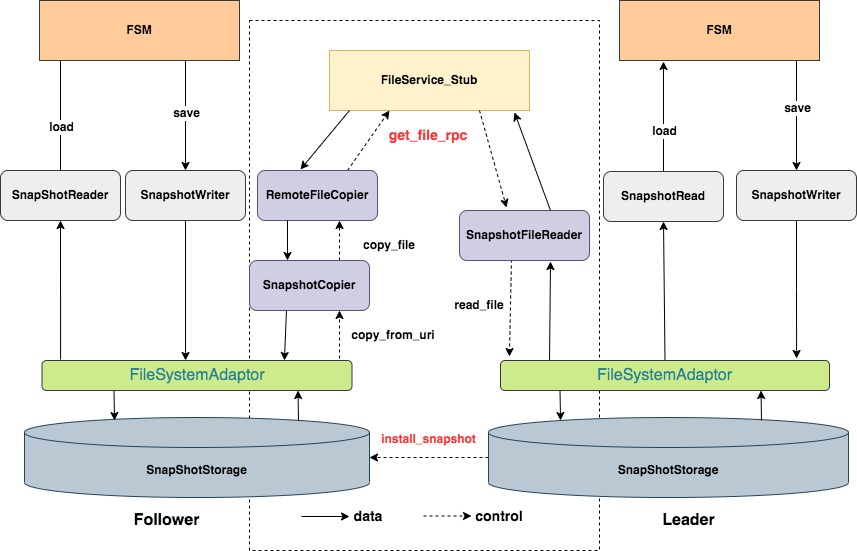 FSM
FSM
FileService_Stub
save
save
load
load
get_file_rpc
SnapShotReader
SnapshotWriter
RemoteFileCopier
SnapshotRead
SnapshotWriter
SnapshotFileReader
copy_file
SnapshotCopier
read_file
copy_from_uri
FileSystemAdaptor
FileSystemAdaptor
install_snapshot
SnapShotStorage
SnapShotStorage
Follower
data
control
Leader